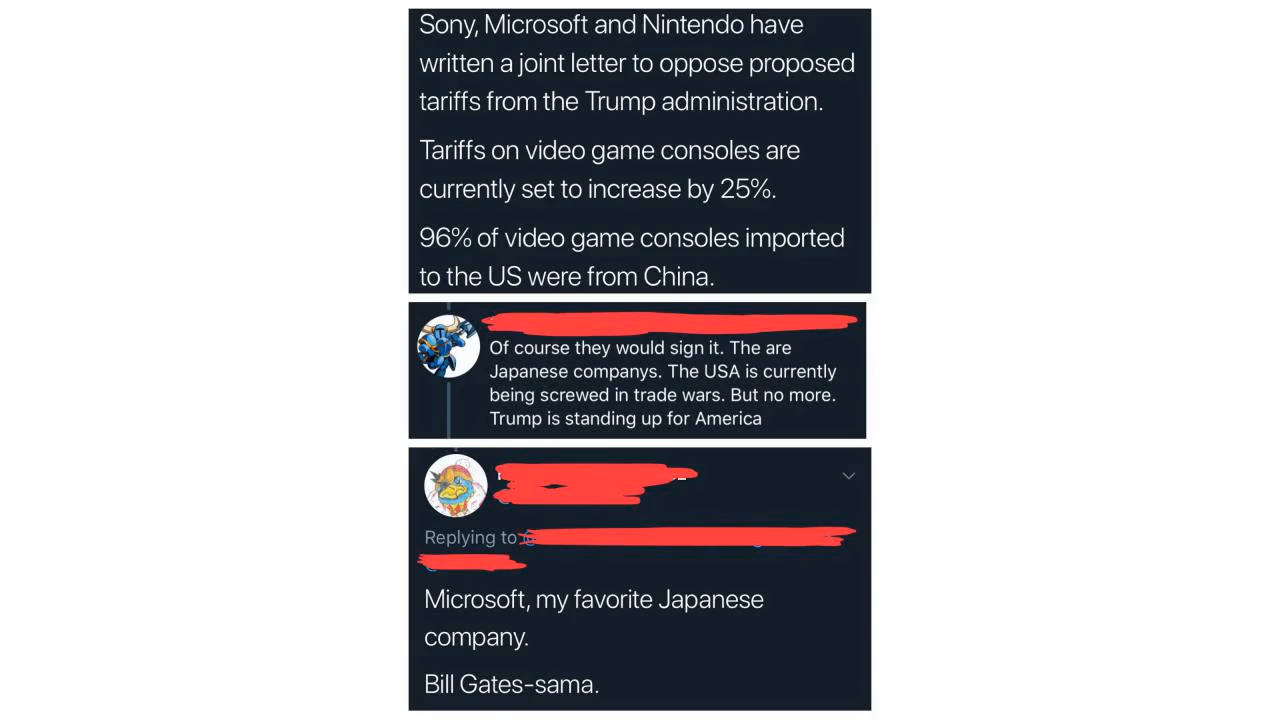 Sony, Microsoft and Nintendo have
written a joint letter to oppose proposed
tariffs from the Trump administration.
Tariffs on video game consoles are
currently set to increase by 25%.
96% of video game consoles imported
to the US were from China.
Of course they would sign it. The are
Japanese companys. The USA is currently
being screwed in trade wars. But no more.
Trump is standing up for America
Replying to
Microsoft, my favorite Japanese
company.
Bill Gates-sama.